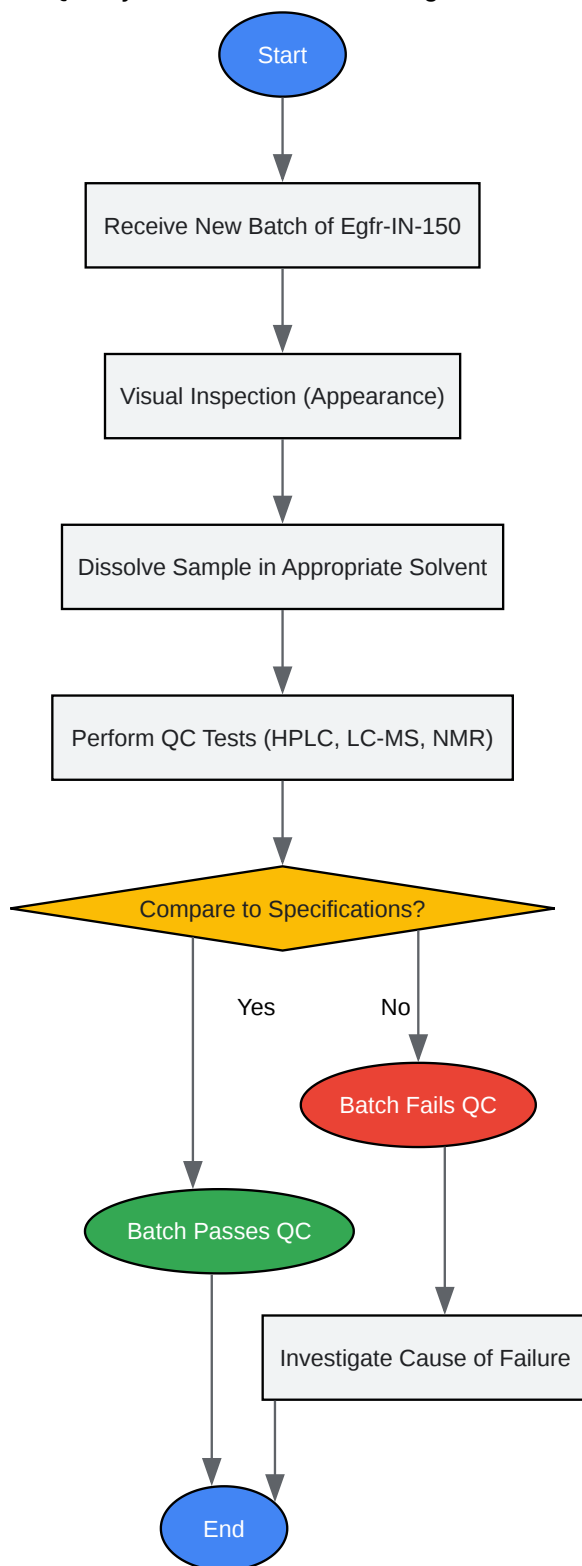 Start
Receive New Batch of Egfr-IN-150
Visual Inspection (Appearance)
Dissolve Sample in Appropriate Solvent
Perform QC Tests (HPLC, LC-MS, NMR)
Compare to Specifications?
Yes
No
Batch Fails QC
Batch Passes QC
Investigate Cause of Failure
End